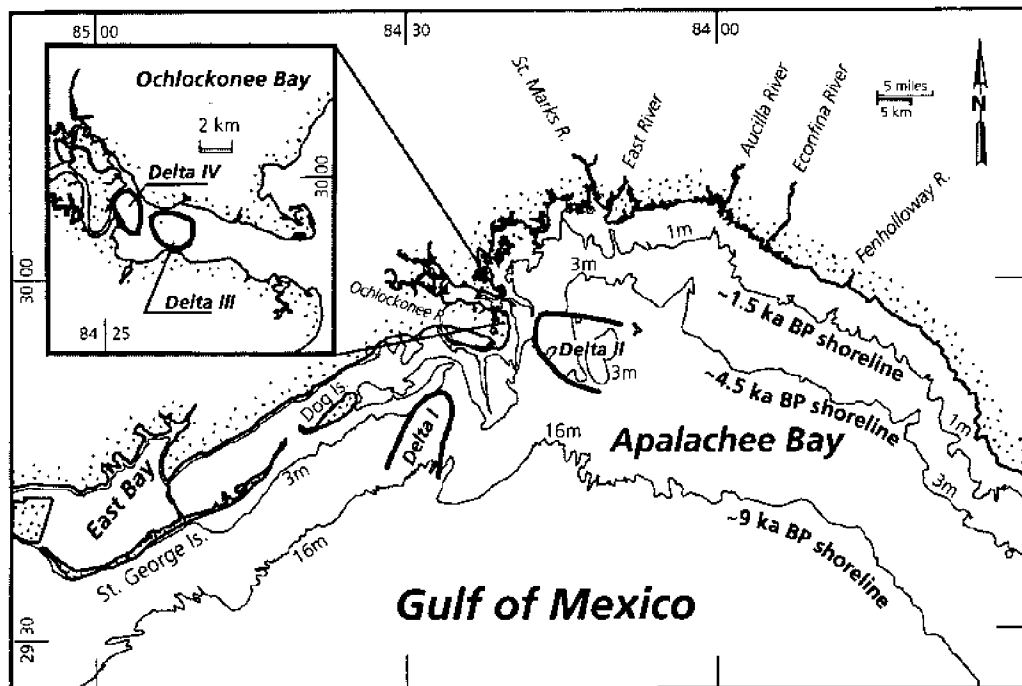 85 00
84 30
84 00
Ochlockonee Bay
2 km
Delta IV
Delta III
30 00
84 25
St. Marks R.
East River
Aucilla River
Econfina River
Fenholloway R.
5 miles
5 km
N
30 00
1m
3m
Ochlockonee R.
~1.5 ka BP shoreline
Delta II
3m
~4.5 ka BP shoreline
1m
3m
Dog Is.
Delta I
16m
Apalachee Bay
East Bay
3m
St. George Is.
16m
~9 ka BP shoreline
Gulf of Mexico
29 30